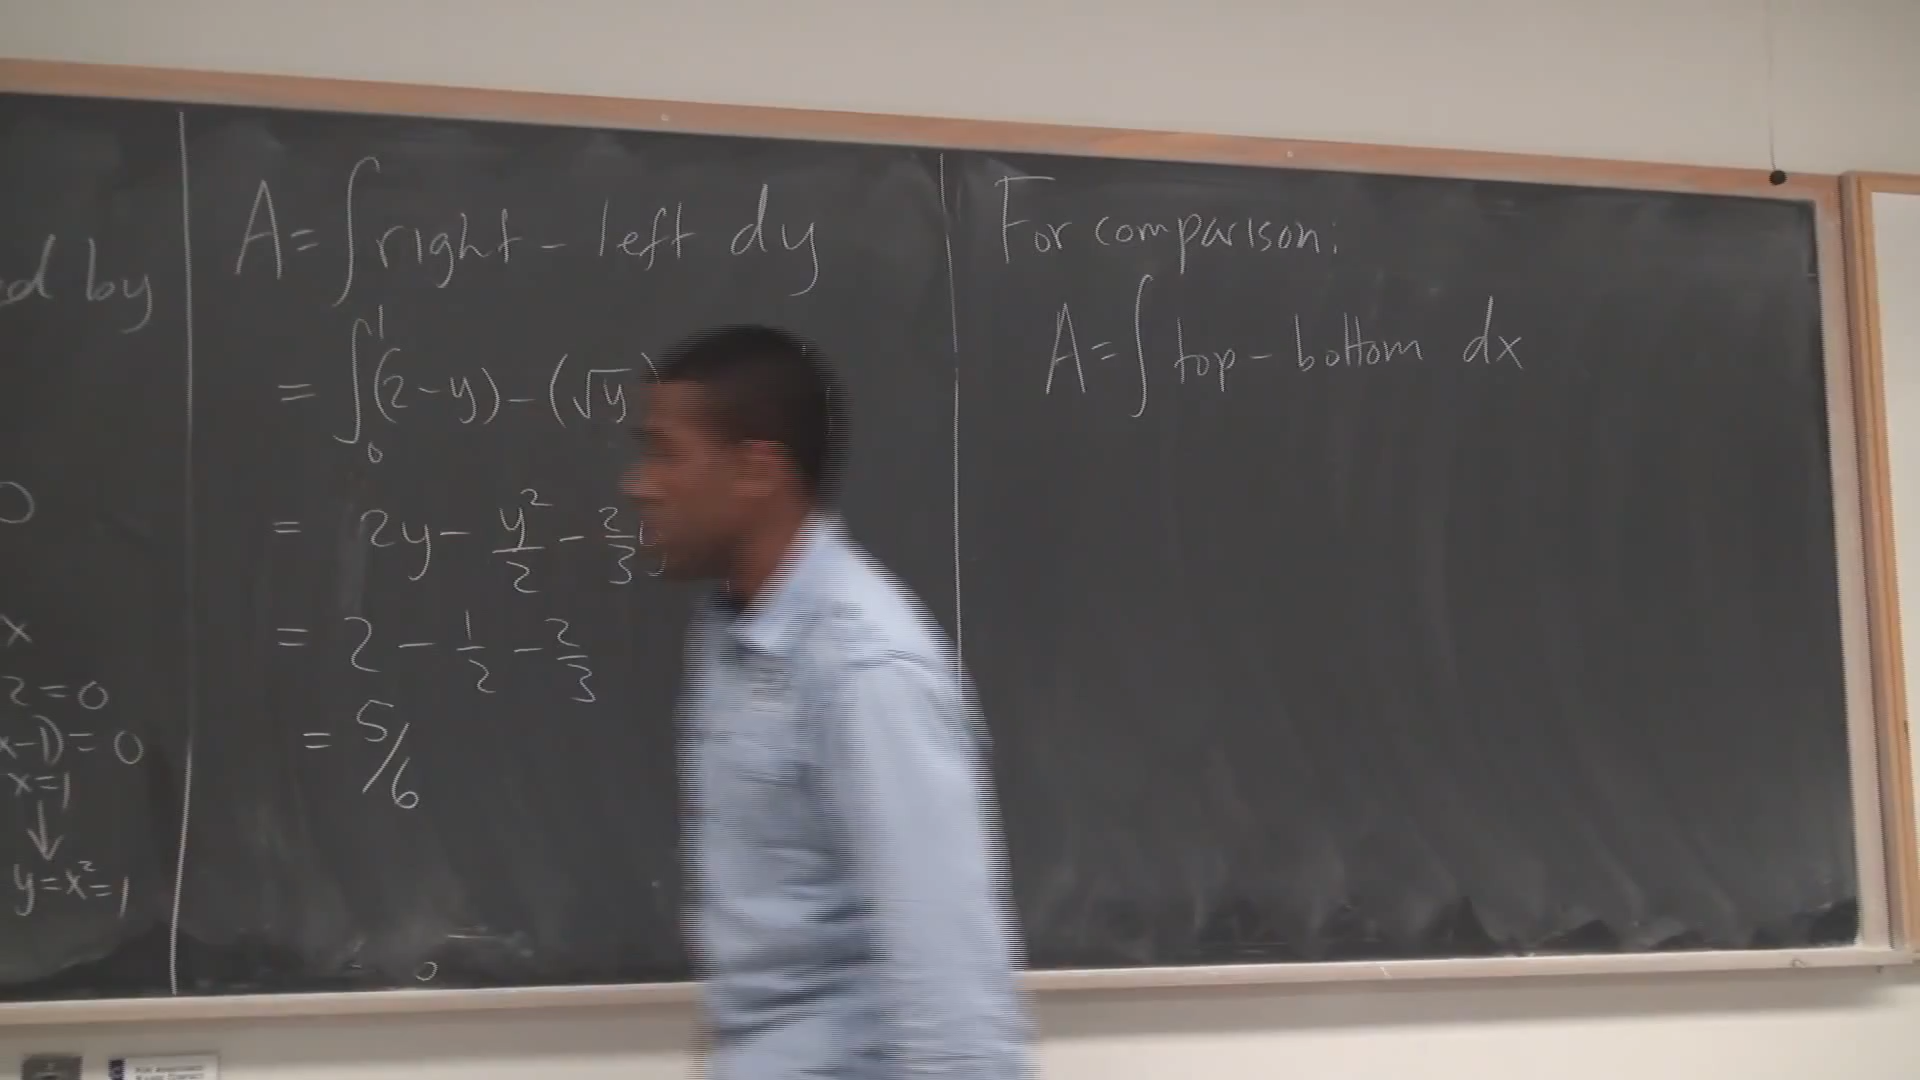 ed by
0
x
2=0
x-1)=0
x=1
↓
y=x²=1
A=∫right - left dy
= ∫₀¹(2-y)-(√y)
= 2y - y²/2 - 2/3
= 2 - 1/2 - 2/3
= 5/6
For comparison:
A=∫top - bottom dx